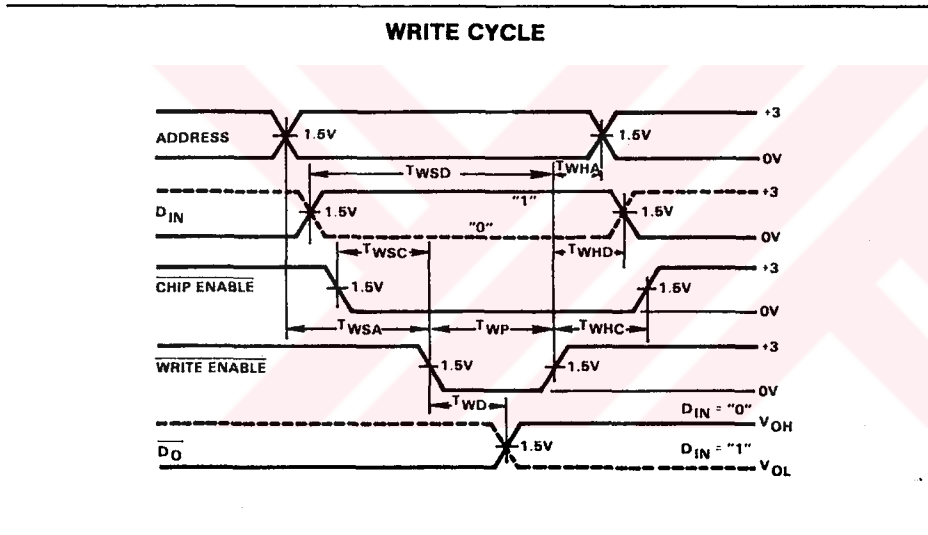 WRITE CYCLE
+3
ADDRESS 1.5V 1.5V
0V
TWSD TWHA
+3
DIN 1.5V "1" 1.5V
"0"
0V
TWSC TWHD
+3
CHIP ENABLE 1.5V 1.5V
0V
TWSA TWP TWHC
+3
WRITE ENABLE 1.5V 1.5V
0V
TWD
DIN = "0"
VOH
DO 1.5V DIN = "1"
VOL